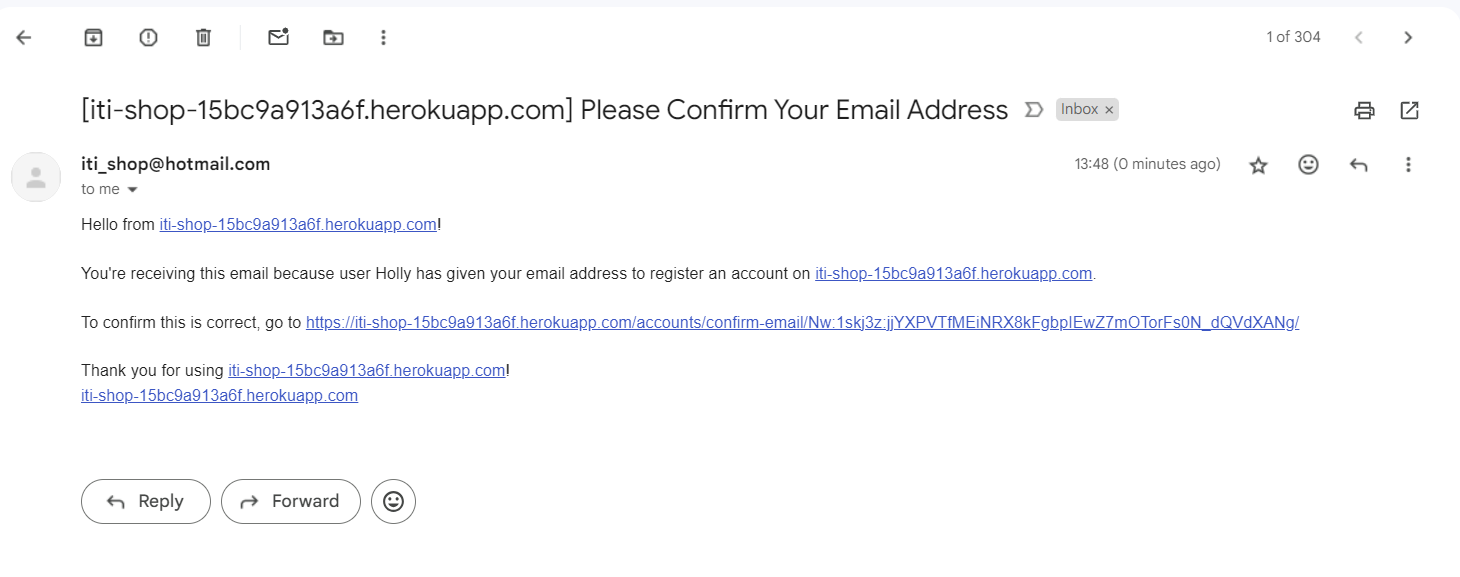 1 of 304
[iti-shop-15bc9a913a6f.herokuapp.com] Please Confirm Your Email Address Inbox ×
iti_shop@hotmail.com 13:48 (0 minutes ago)
to me
Hello from iti-shop-15bc9a913a6f.herokuapp.com!
You're receiving this email because user Holly has given your email address to register an account on iti-shop-15bc9a913a6f.herokuapp.com.
To confirm this is correct, go to https://iti-shop-15bc9a913a6f.herokuapp.com/accounts/confirm-email/Nw:1skj3z:jjYXPVTfMEiNRX8kFgbpIEwZ7mOTorFs0N_dQVdXANg/
Thank you for using iti-shop-15bc9a913a6f.herokuapp.com!
iti-shop-15bc9a913a6f.herokuapp.com
Reply Forward